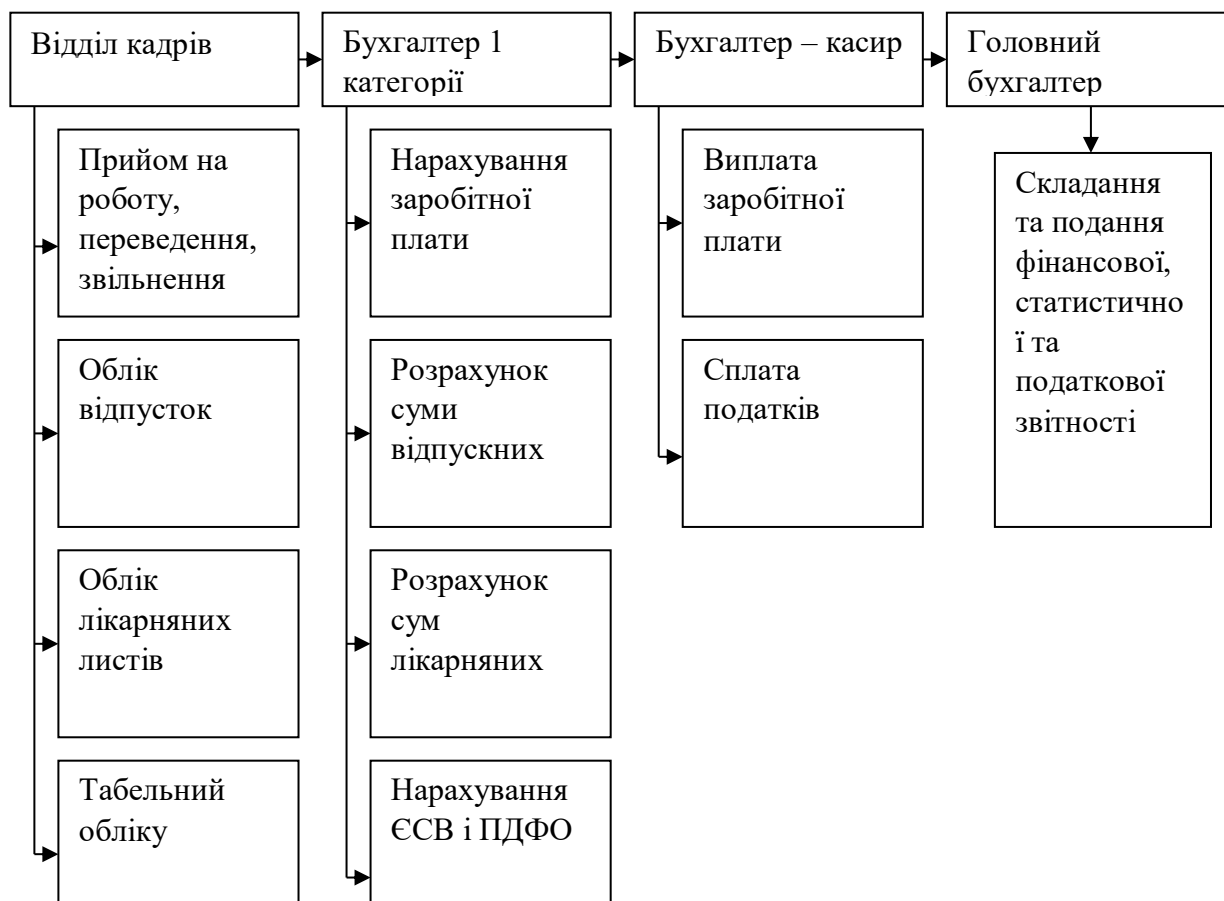 Відділ кадрів
Бухгалтер 1
категорії
Бухгалтер – касир
Головний
бухгалтер
Прийом на
роботу,
переведення,
звільнення
Облік
відпусток
Облік
лікарняних
листів
Табельний
обліку
Нарахування
заробітної
плати
Розрахунок
суми
відпускних
Розрахунок
сум
лікарняних
Нарахування
ЄСВ і ПДФО
Виплата
заробітної
плати
Сплата
податків
Складання
та подання
фінансової,
статистично
ї та
податкової
звітності